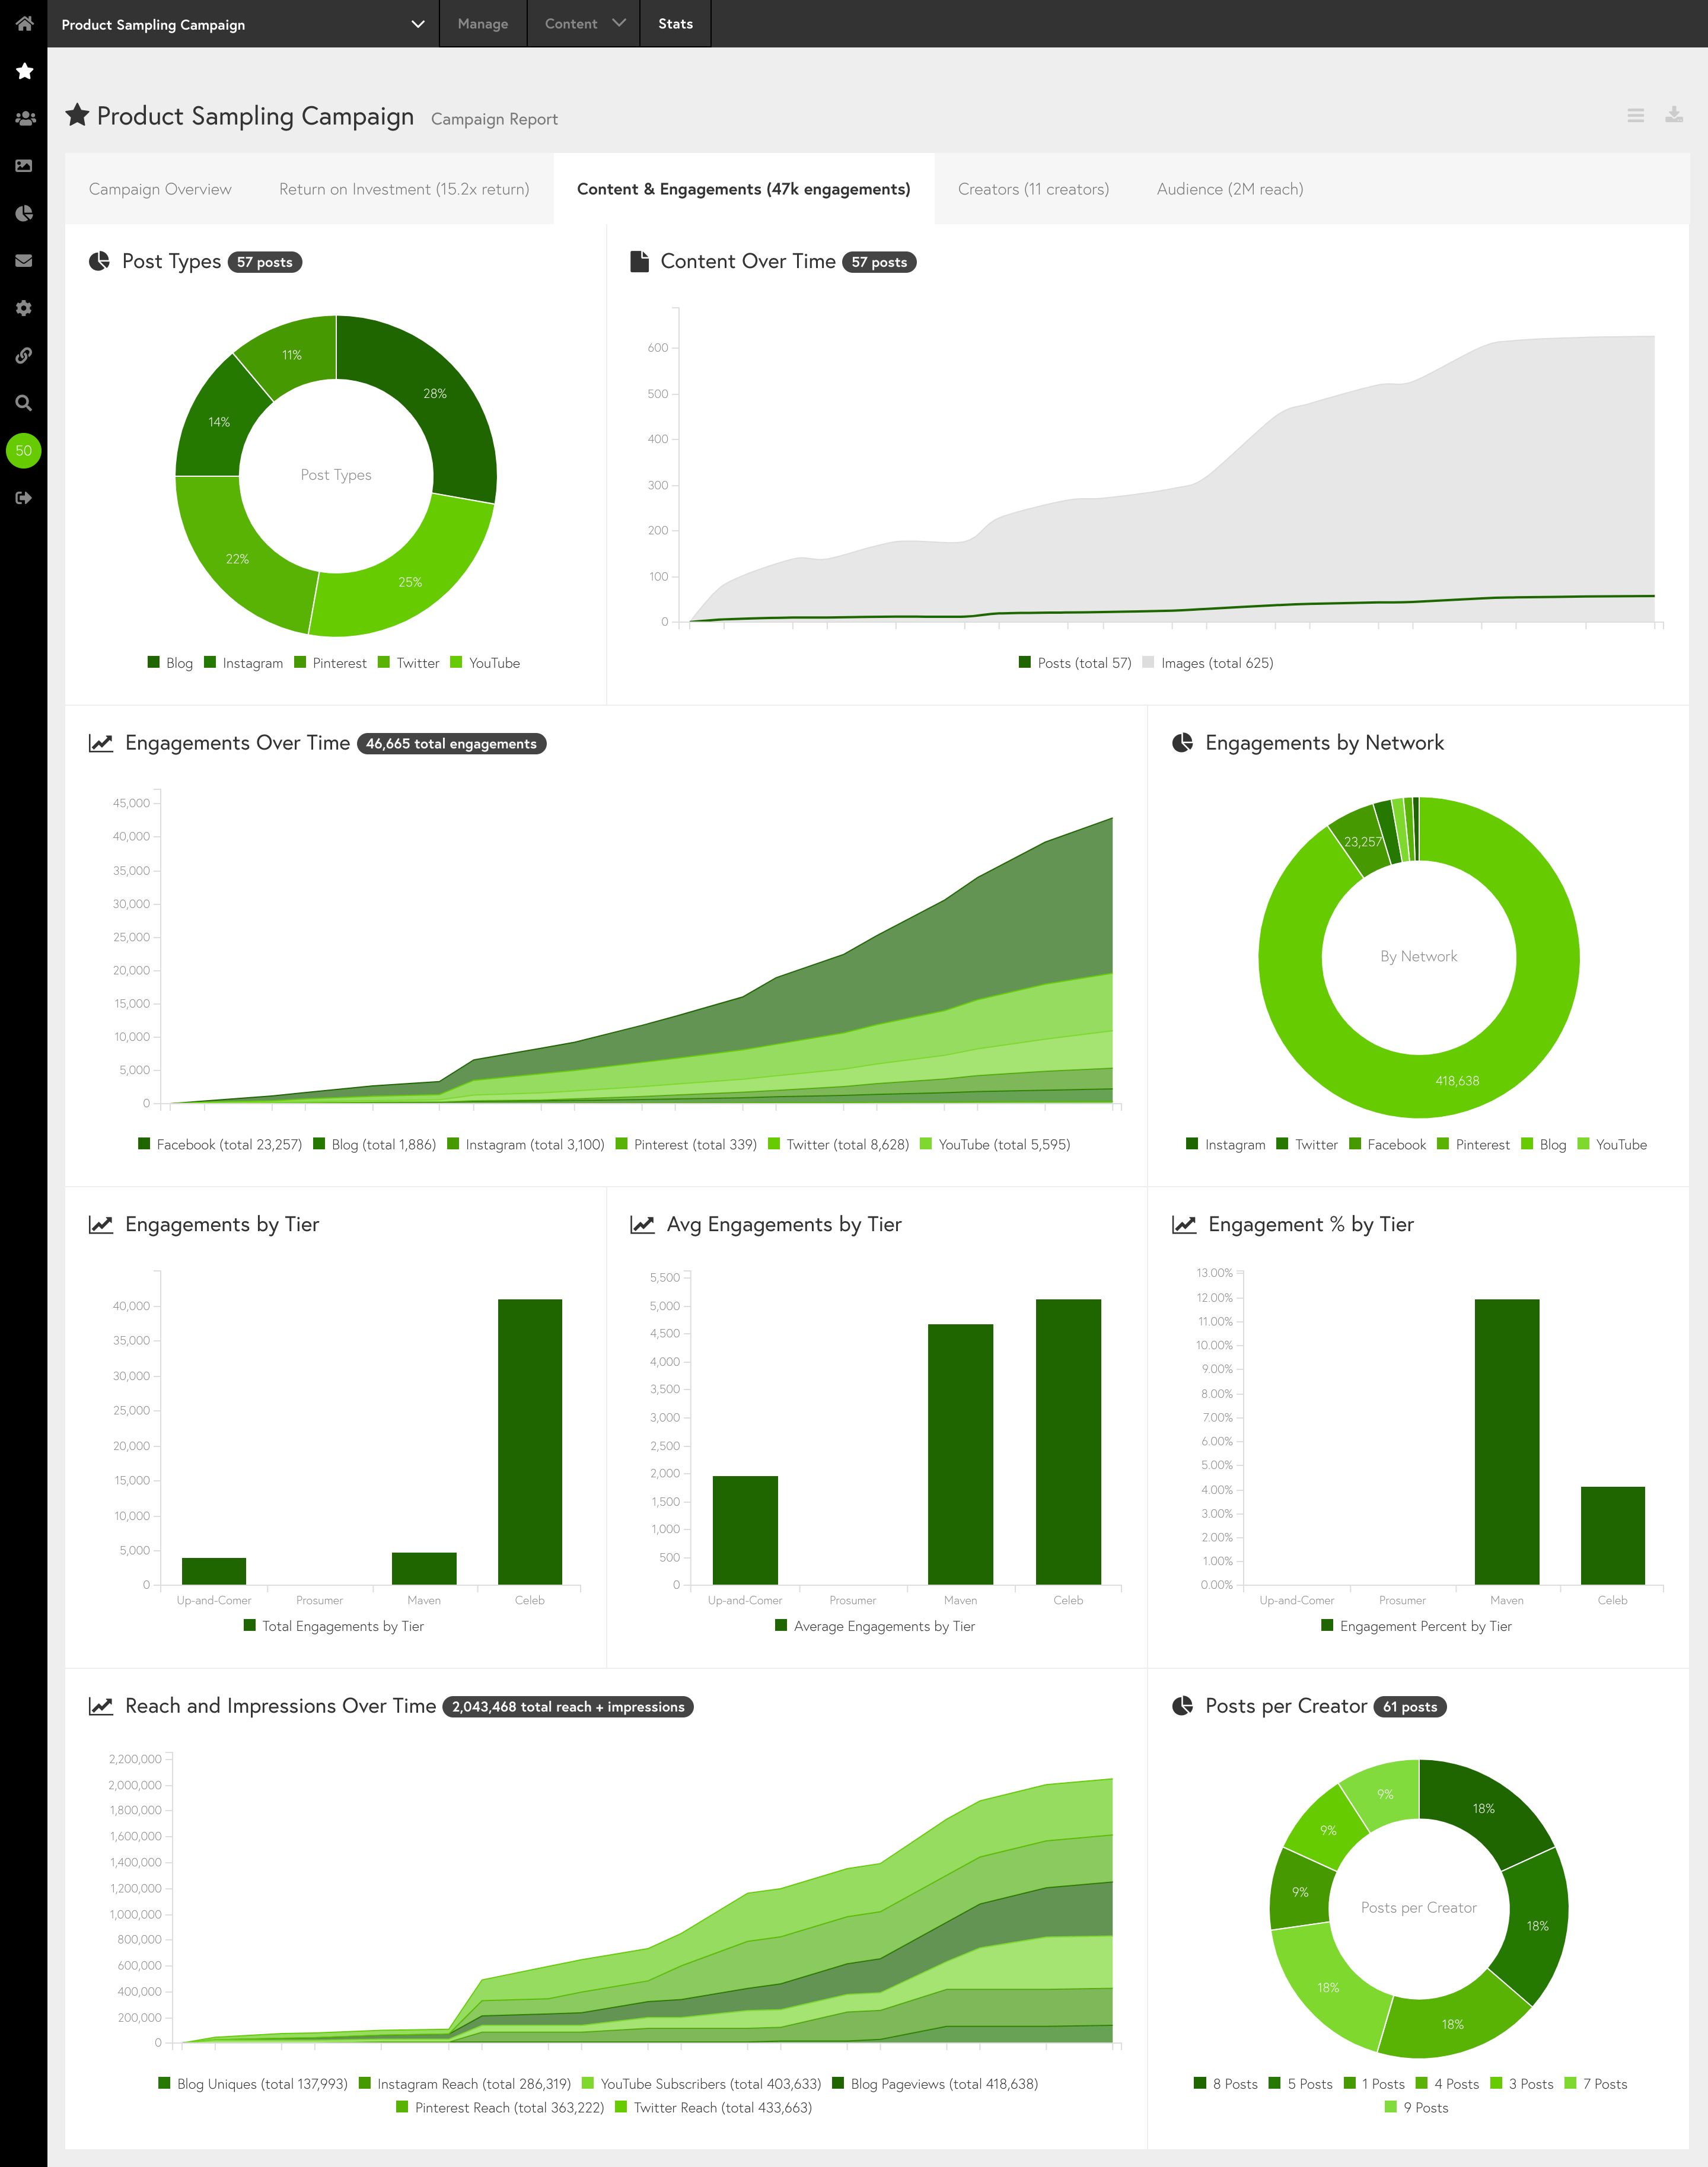 Product Sampling Campaign
Manage
Content
Stats
Product Sampling Campaign Campaign Report
Campaign Overview
Return on Investment (15.2x return)
Content & Engagements (47k engagements)
Creators (11 creators)
Audience (2M reach)
50
Post Types 57 posts
11%
28%
14%
Post Types
22%
25%
Blog Instagram Pinterest Twitter YouTube
Content Over Time 57 posts
600
500
400
300
200
100
0
Posts (total 57) Images (total 625)
Engagements Over Time 46,665 total engagements
45,000
40,000
35,000
30,000
25,000
20,000
15,000
10,000
5,000
0
Facebook (total 23,257) Blog (total 1,886) Instagram (total 3,100) Pinterest (total 339) Twitter (total 8,628) YouTube (total 5,595)
Engagements by Network
23,257
By Network
418,638
Instagram Twitter Facebook Pinterest Blog YouTube
Engagements by Tier
40,000
35,000
30,000
25,000
20,000
15,000
10,000
5,000
0
Up-and-Comer Prosumer Maven Celeb
Total Engagements by Tier
Avg Engagements by Tier
5,500
5,000
4,500
4,000
3,500
3,000
2,500
2,000
1,500
1,000
500
0
Up-and-Comer Prosumer Maven Celeb
Average Engagements by Tier
Engagement % by Tier
13.00%
12.00%
11.00%
10.00%
9.00%
8.00%
7.00%
6.00%
5.00%
4.00%
3.00%
2.00%
1.00%
0.00%
Up-and-Comer Prosumer Maven Celeb
Engagement Percent by Tier
Reach and Impressions Over Time 2,043,468 total reach + impressions
2,200,000
2,000,000
1,800,000
1,600,000
1,400,000
1,200,000
1,000,000
800,000
600,000
400,000
200,000
0
Blog Uniques (total 137,993) Instagram Reach (total 286,319) YouTube Subscribers (total 403,633) Blog Pageviews (total 418,638)
Pinterest Reach (total 363,222) Twitter Reach (total 433,663)
Posts per Creator 61 posts
9%
18%
9%
9%
Posts per Creator
18%
18%
18%
8 Posts 5 Posts 1 Posts 4 Posts 3 Posts 7 Posts
9 Posts